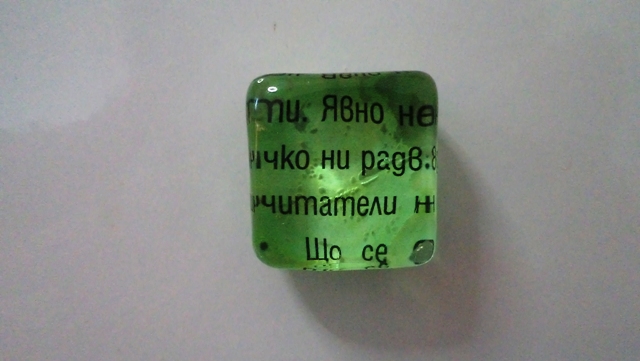 ти. Явно не
ичко ни радв
читатели
Що се